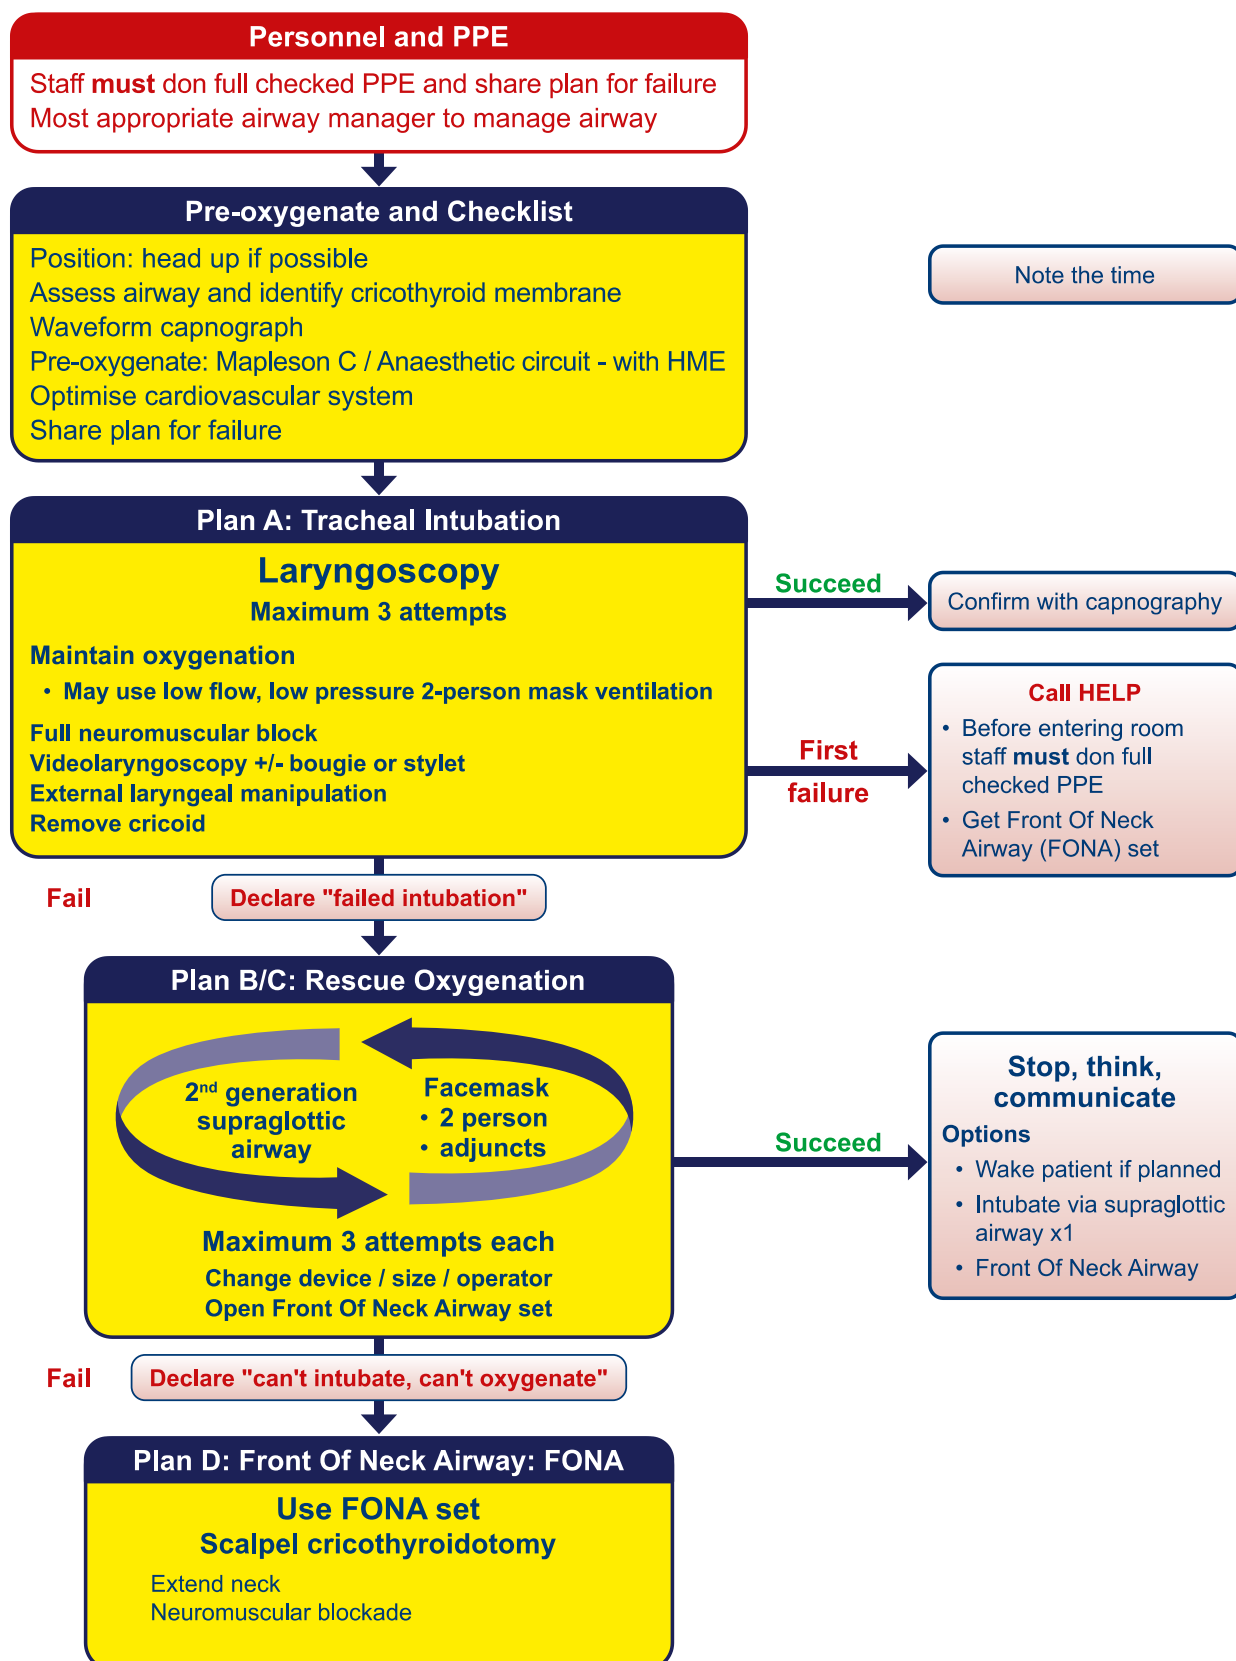 Personnel and PPE
Staff must don full checked PPE and share plan for failure
Most appropriate airway manager to manage airway
Pre-oxygenate and Checklist
Position: head up if possible
Assess airway and identify cricothyroid membrane
Waveform capnograph
Pre-oxygenate: Mapleson C / Anaesthetic circuit - with HME
Optimise cardiovascular system
Share plan for failure
Note the time
Plan A: Tracheal Intubation
Laryngoscopy
Maximum 3 attempts
Maintain oxygenation
• May use low flow, low pressure 2-person mask ventilation
Full neuromuscular block
Videolaryngoscopy +/- bougie or stylet
External laryngeal manipulation
Remove cricoid
Succeed
Confirm with capnography
First
failure
Call HELP
• Before entering room
staff must don full
checked PPE
• Get Front Of Neck
Airway (FONA) set
Fail
Declare "failed intubation"
Plan B/C: Rescue Oxygenation
2nd generation
supraglottic
airway
Facemask
• 2 person
• adjuncts
Maximum 3 attempts each
Change device / size / operator
Open Front Of Neck Airway set
Succeed
Stop, think,
communicate
Options
• Wake patient if planned
• Intubate via supraglottic
airway x1
• Front Of Neck Airway
Fail
Declare "can't intubate, can't oxygenate"
Plan D: Front Of Neck Airway: FONA
Use FONA set
Scalpel cricothyroidotomy
Extend neck
Neuromuscular blockade